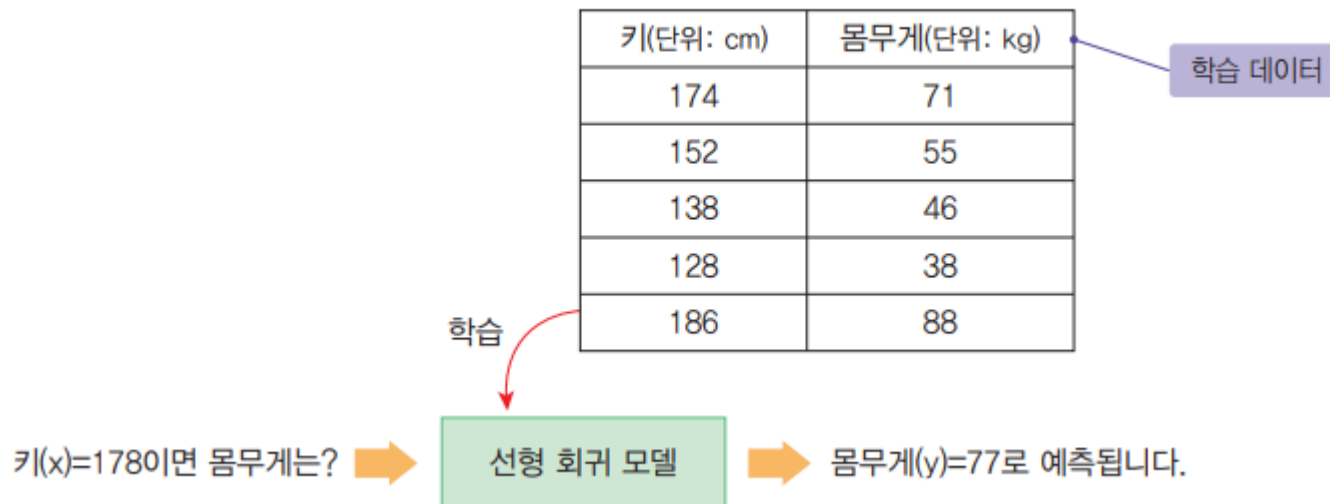 키(단위: cm) 몸무게(단위: kg)
학습 데이터
174 71
152 55
138 46
128 38
186 88
학습
키(x)=178이면 몸무게는? 선형 회귀 모델 몸무게(y)=77로 예측됩니다.